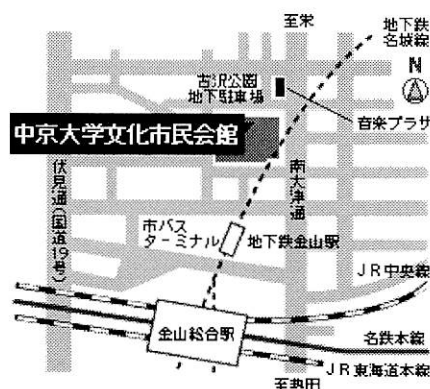 至栄
地下鉄
名城線
N
古沢公園
地下駐車場
音楽プラザ
中京大学文化市民会館
伏見通(国道19号)
南大津通
市バス
ターミナル
地下鉄金山駅
JR中央線
金山総合駅
名鉄本線
JR東海道本線
至熱田